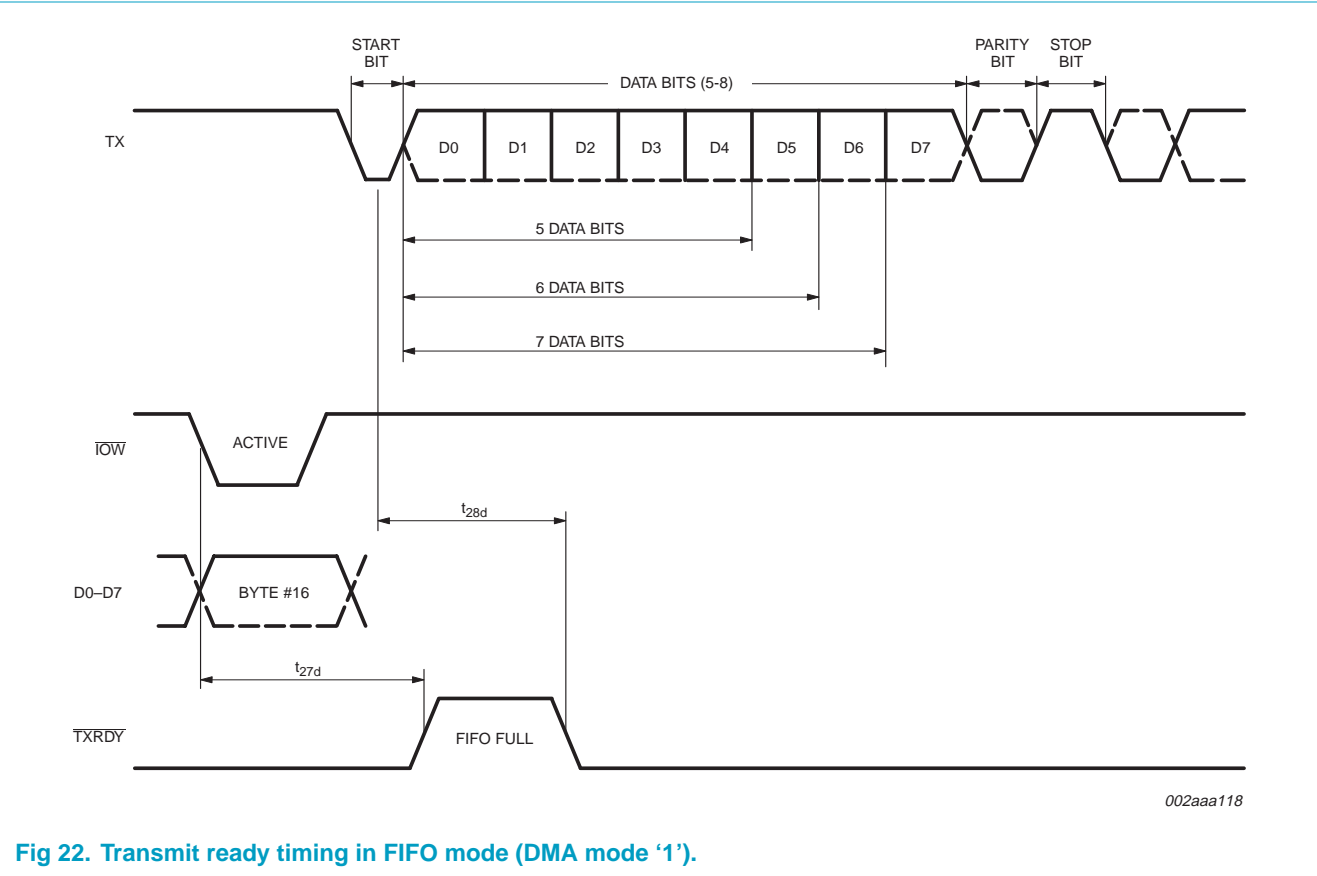 START BIT
PARITY BIT
STOP BIT
DATA BITS (5-8)
TX
D0 D1 D2 D3 D4 D5 D6 D7
5 DATA BITS
6 DATA BITS
7 DATA BITS
IOW
ACTIVE
t28d
D0–D7
BYTE #16
t27d
TXRDY
FIFO FULL
002aaa118
Fig 22. Transmit ready timing in FIFO mode (DMA mode ‘1’).